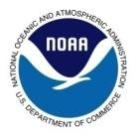 NATIONAL OCEANIC AND ATMOSPHERIC ADMINISTRATION
NOAA
U.S. DEPARTMENT OF COMMERCE